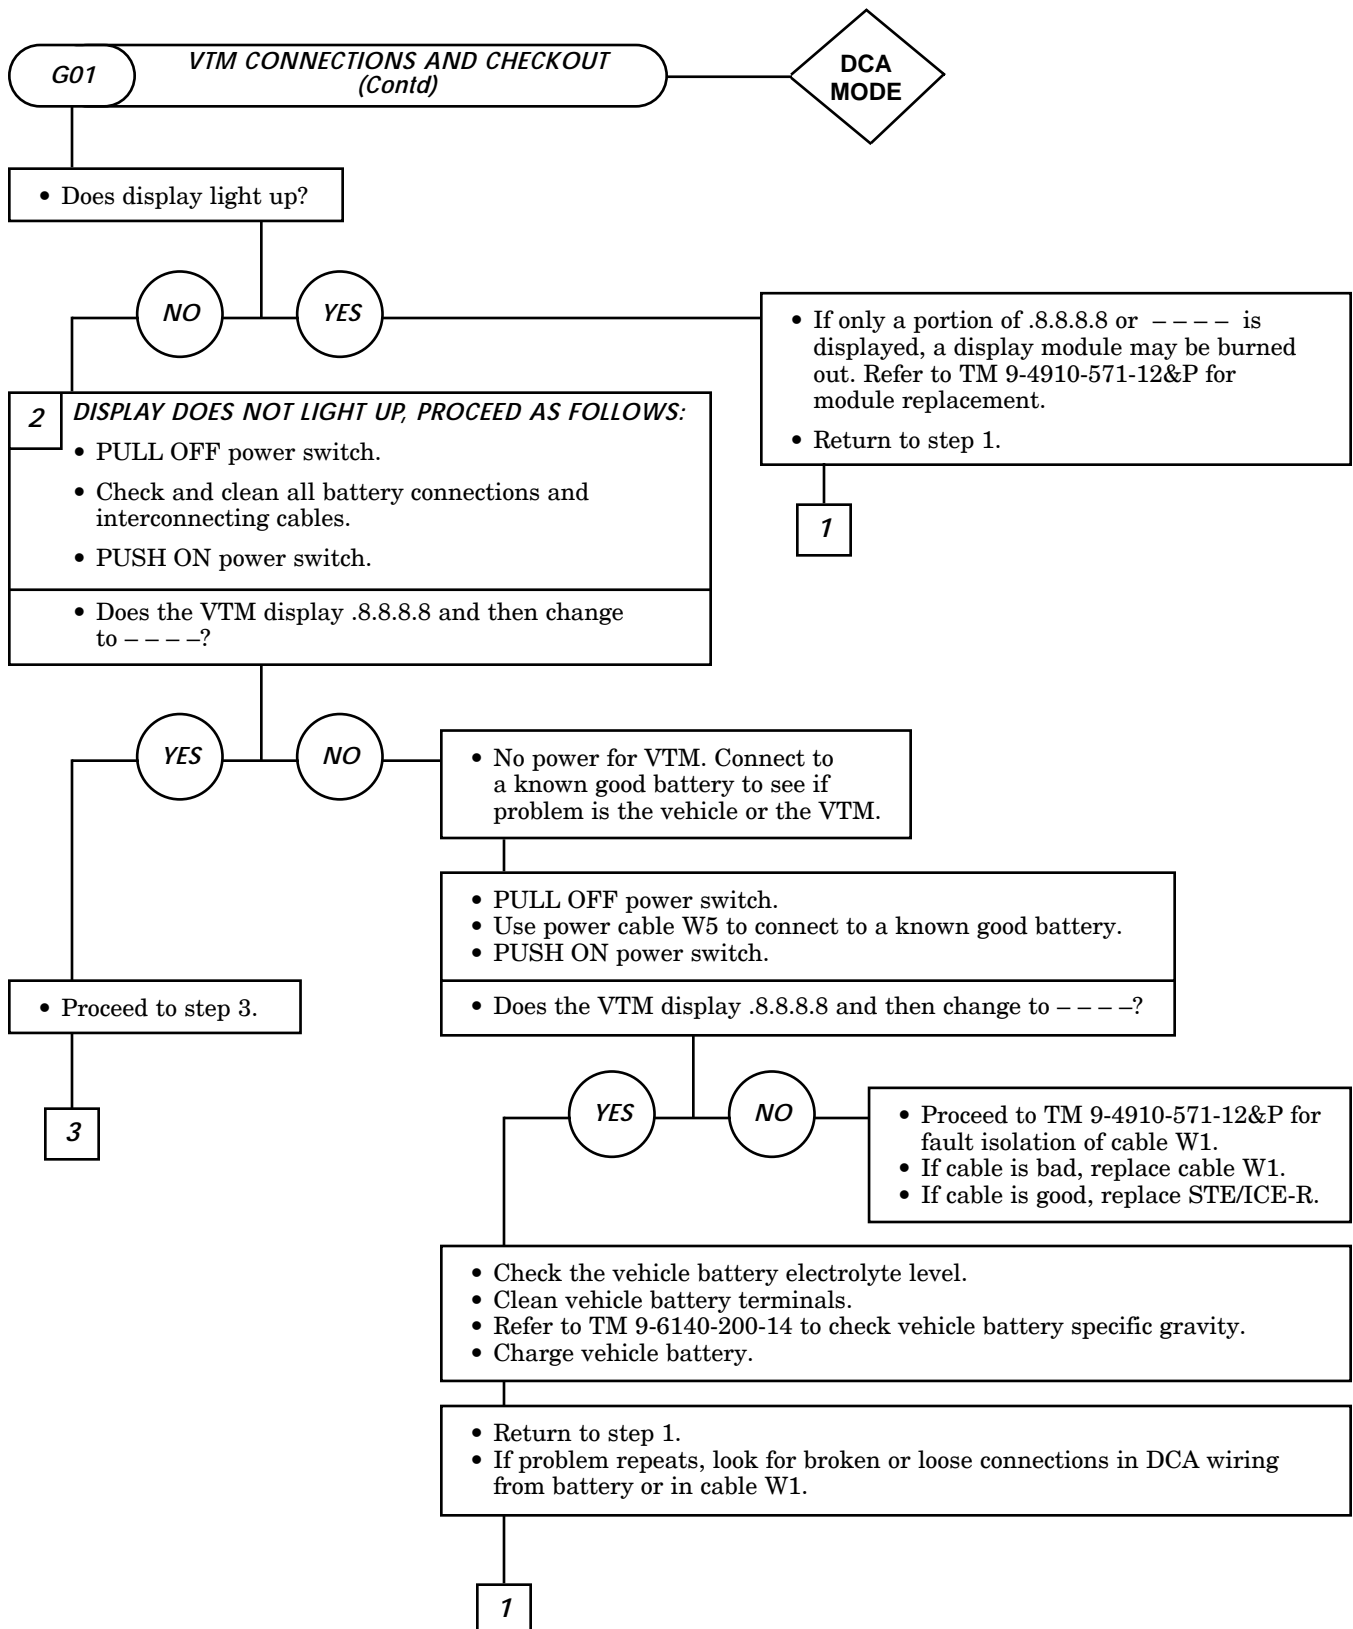 G01
VTM CONNECTIONS AND CHECKOUT
(Contd)
DCA
MODE
• Does display light up?
NO
YES
• If only a portion of .8.8.8.8 or – – – – is
displayed, a display module may be burned
out. Refer to TM 9-4910-571-12&P for
module replacement.
• Return to step 1.
1
2
DISPLAY DOES NOT LIGHT UP, PROCEED AS FOLLOWS:
• PULL OFF power switch.
• Check and clean all battery connections and
interconnecting cables.
• PUSH ON power switch.
• Does the VTM display .8.8.8.8 and then change
to – – – –?
YES
NO
• No power for VTM. Connect to
a known good battery to see if
problem is the vehicle or the VTM.
• PULL OFF power switch.
• Use power cable W5 to connect to a known good battery.
• PUSH ON power switch.
• Does the VTM display .8.8.8.8 and then change to – – – –?
• Proceed to step 3.
3
YES
NO
• Proceed to TM 9-4910-571-12&P for
fault isolation of cable W1.
• If cable is bad, replace cable W1.
• If cable is good, replace STE/ICE-R.
• Check the vehicle battery electrolyte level.
• Clean vehicle battery terminals.
• Refer to TM 9-6140-200-14 to check vehicle battery specific gravity.
• Charge vehicle battery.
• Return to step 1.
• If problem repeats, look for broken or loose connections in DCA wiring
from battery or in cable W1.
1